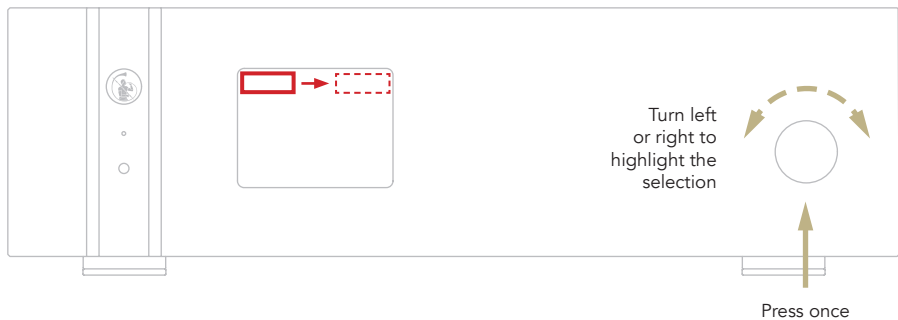 Turn left
or right to
highlight the
selection
Press once